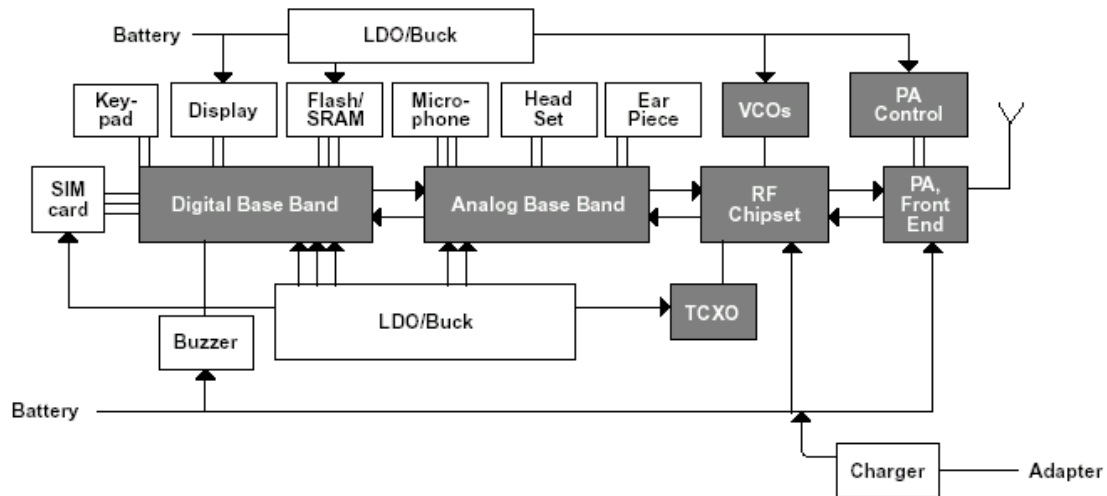 Battery
LDO/Buck
Key-
pad
Display
Flash/
SRAM
Micro-
phone
Head
Set
Ear
Piece
VCOs
PA
Control
SIM
card
Digital Base Band
Analog Base Band
RF
Chipset
PA,
Front
End
LDO/Buck
TCXO
Buzzer
Battery
Charger
Adapter